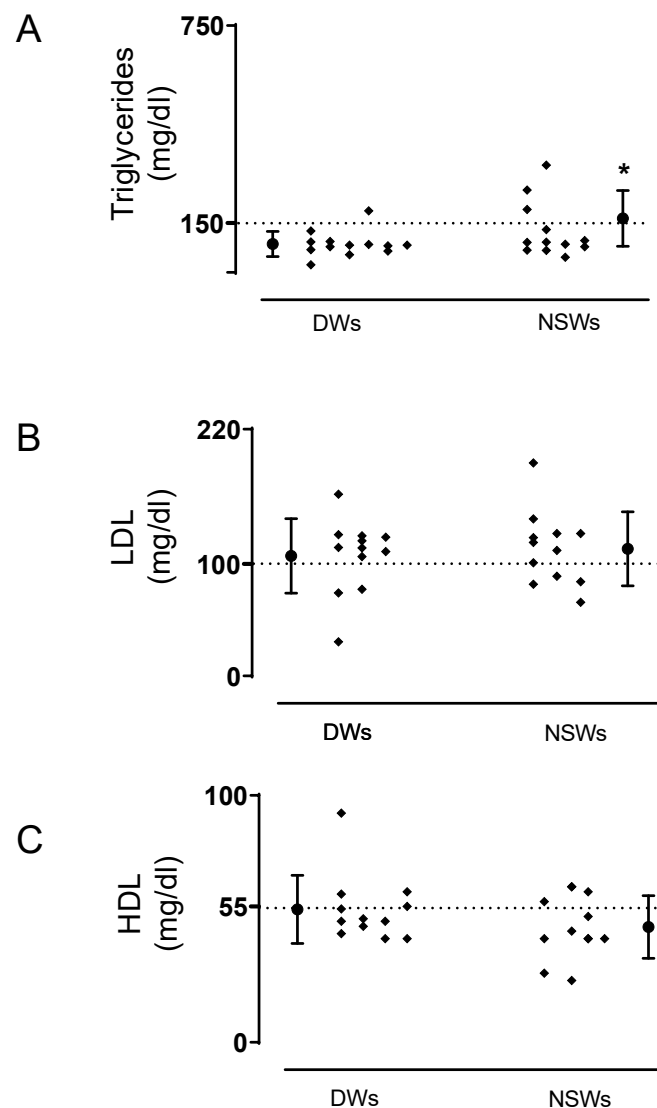 A
750
Triglycerides
(mg/dl)
*
150
DWs
NSWs
B
220
LDL
(mg/dl)
100
0
DWs
NSWs
C
100
HDL
(mg/dl)
55
0
DWs
NSWs